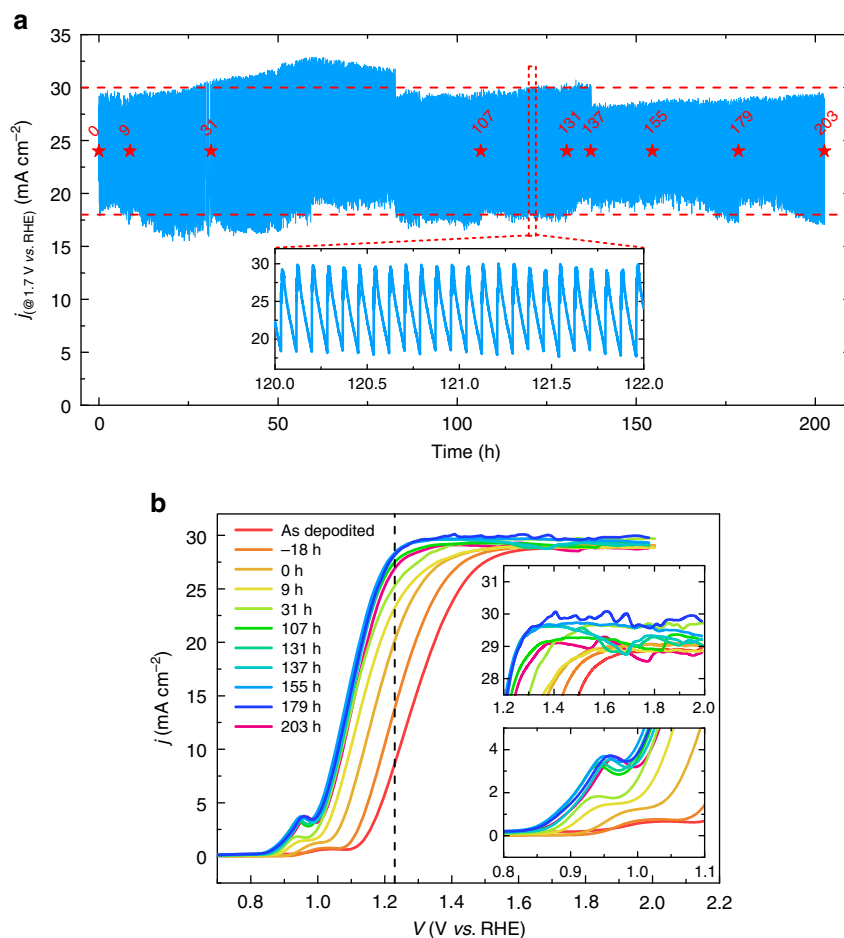 a
35
30
25
20
15
10
5
0
j(@1.7 V vs. RHE) (mA cm−2)
0
9
31
107
131
137
155
179
203
30
25
20
120.0 120.5 121.0 121.5 122.0
0 50 100 150 200
Time (h)
b
30
25
20
15
10
5
0
j (mA cm−2)
As depodited
–18 h
0 h
9 h
31 h
107 h
131 h
137 h
155 h
179 h
203 h
31
30
29
28
1.2 1.4 1.6 1.8 2.0
4
2
0
0.8 0.9 1.0 1.1
0.8 1.0 1.2 1.4 1.6 1.8 2.0 2.2
V (V vs. RHE)